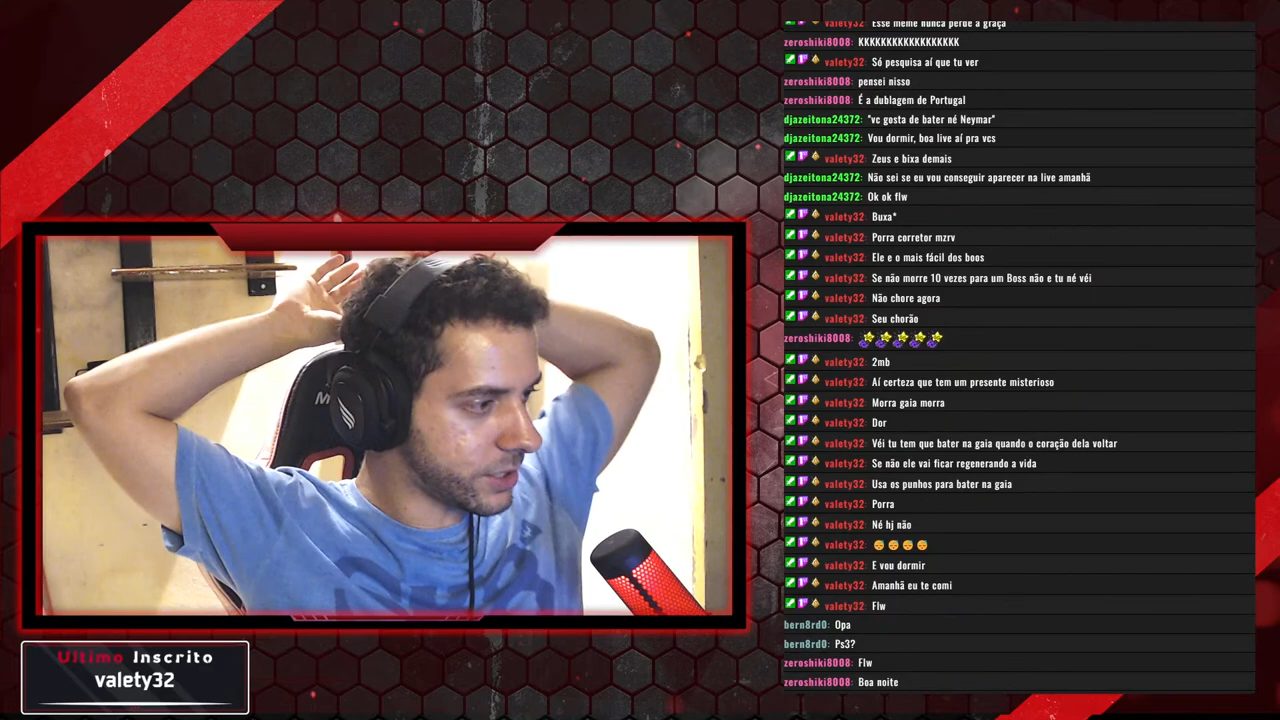 valety32: Esse meme nunca perde a graça
zeroshiki8008: KKKKKKKKKKKKKKKKKK
valety32: Só pesquisa aí que tu ver
zeroshiki8008: pensei nisso
zeroshiki8008: É a dublagem de Portugal
djazeitona24372: "vc gosta de bater né Neymar"
djazeitona24372: Vou dormir, boa live aí pra vcs
valety32: Zeus e bixa demais
djazeitona24372: Não sei se eu vou conseguir aparecer na live amanhã
djazeitona24372: Ok ok flw
valety32: Buxa*
valety32: Porra corretor mzrv
valety32: Ele e o mais fácil dos boos
valety32: Se não morre 10 vezes para um Boss não e tu né véi
valety32: Não chore agora
valety32: Seu chorão
zeroshiki8008:
valety32: 2mb
valety32: Aí certeza que tem um presente misterioso
valety32: Morra gaia morra
valety32: Dor
valety32: Véi tu tem que bater na gaia quando o coração dela voltar
valety32: Se não ele vai ficar regenerando a vida
valety32: Usa os punhos para bater na gaia
valety32: Porra
valety32: Né hj não
valety32: 😴😴😴😴
valety32: E vou dormir
valety32: Amanhã eu te comi
valety32: Flw
bern8rd0: Opa
bern8rd0: Ps3?
zeroshiki8008: Flw
zeroshiki8008: Boa noite
Ultimo Inscrito
valety32